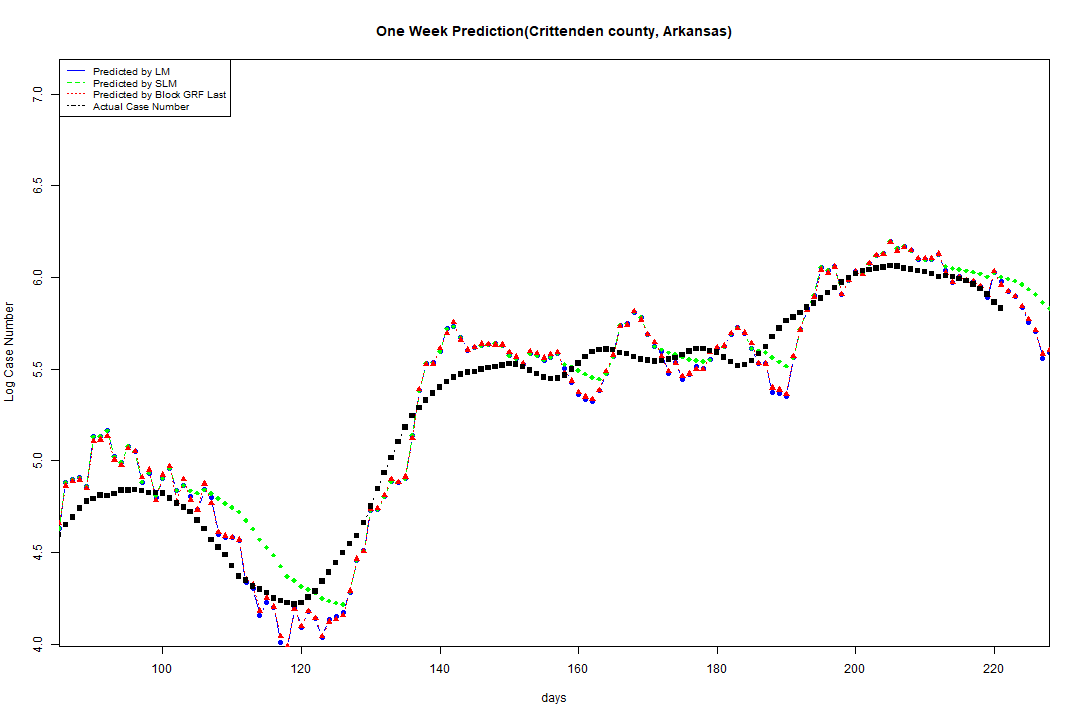 One Week Prediction(Crittenden county, Arkansas)
Predicted by LM
Predicted by SLM
Predicted by Block GRF Last
Actual Case Number
7.0
6.5
6.0
5.5
5.0
4.5
4.0
Log Case Number
100 120 140 160 180 200 220
days